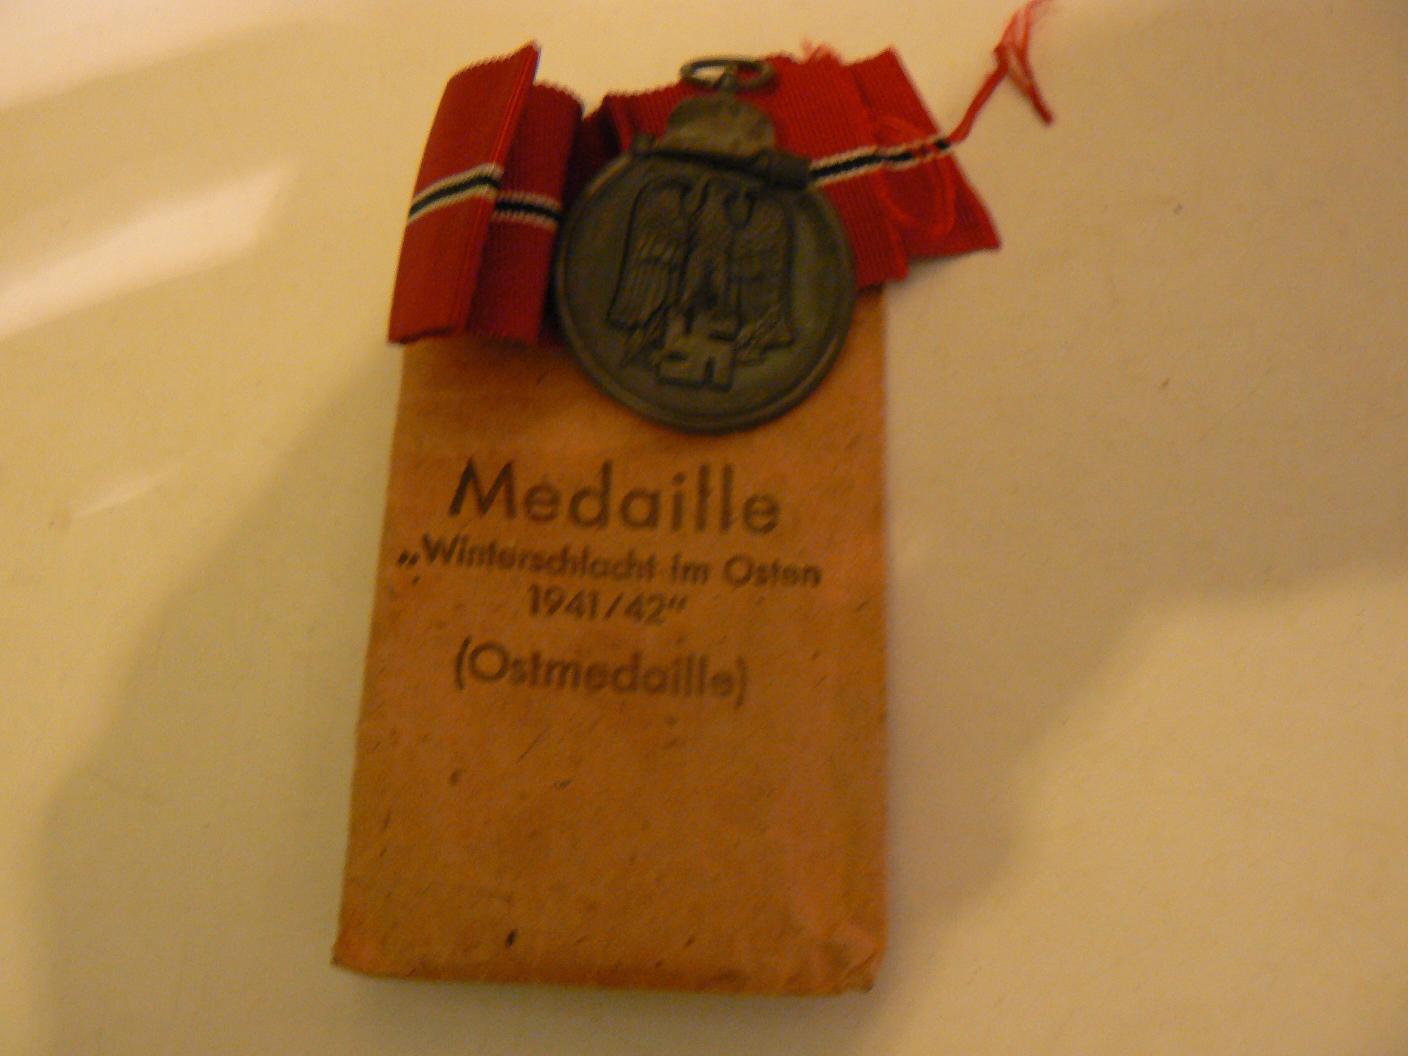 Medaille
„Winterschlacht im Osten
1941/42“
(Ostmedaille)